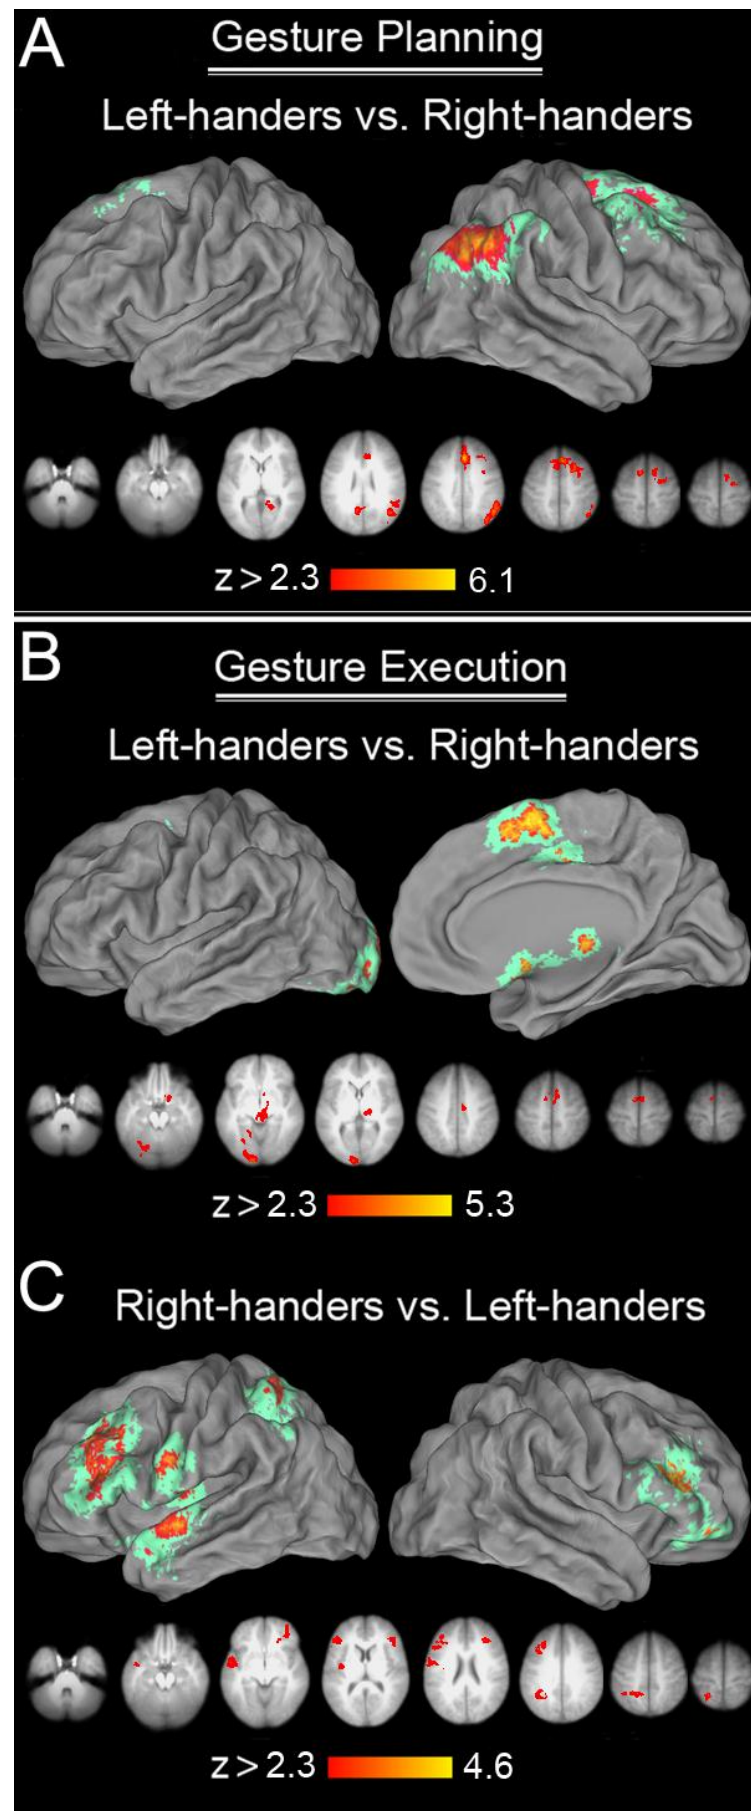 A
Gesture Planning
Left-handers vs. Right-handers
z > 2.3 6.1
B
Gesture Execution
Left-handers vs. Right-handers
z > 2.3 5.3
C
Right-handers vs. Left-handers
z > 2.3 4.6